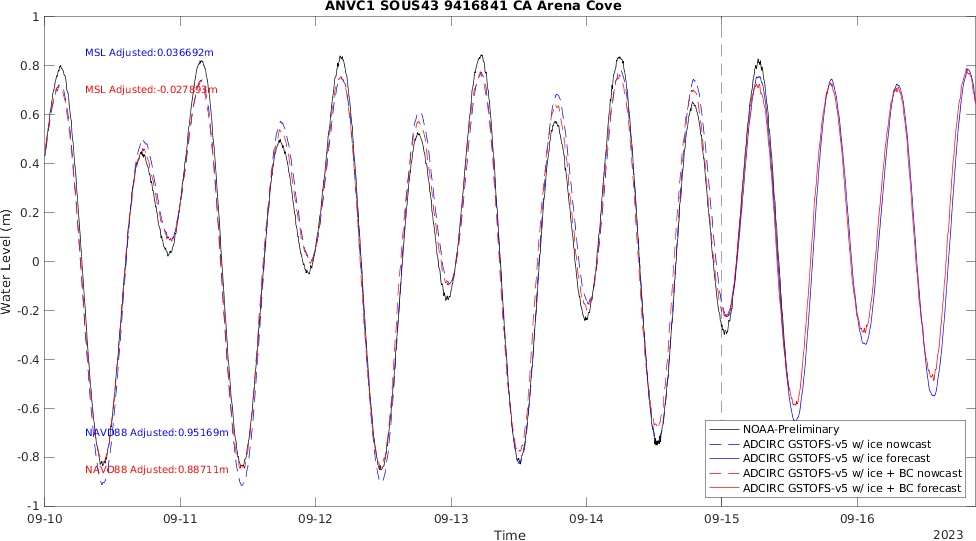 ANVC1 SOUS43 9416841 CA Arena Cove
1
0.8
0.6
0.4
0.2
0
-0.2
-0.4
-0.6
-0.8
-1
Water Level (m)
MSL Adjusted:0.036692m
MSL Adjusted:-0.027893m
NAVD88 Adjusted:0.95169m
NAVD88 Adjusted:0.88711m
NOAA-Preliminary
ADCIRC GSTOFS-v5 w/ ice nowcast
ADCIRC GSTOFS-v5 w/ ice forecast
ADCIRC GSTOFS-v5 w/ ice + BC nowcast
ADCIRC GSTOFS-v5 w/ ice + BC forecast
09-10
09-11
09-12
09-13
09-14
09-15
09-16
Time
2023